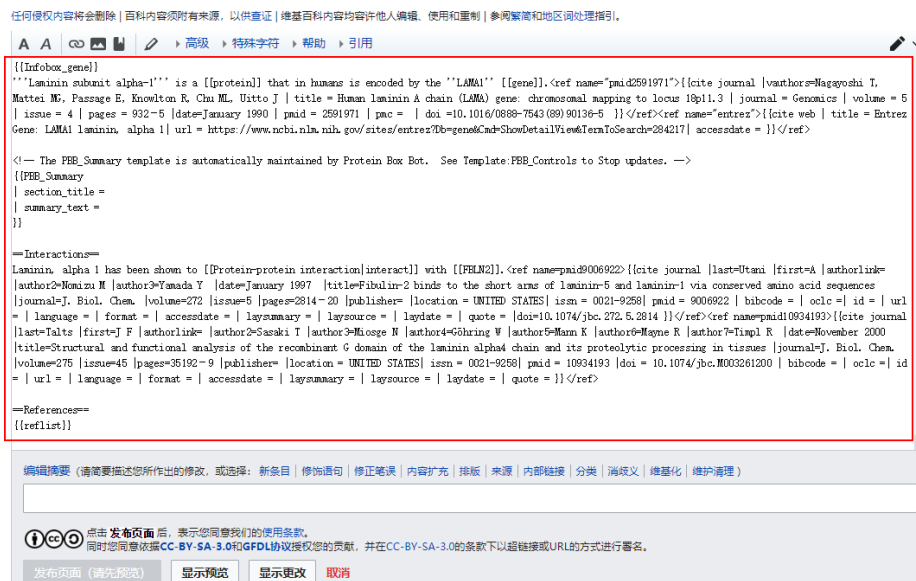 任何侵权内容将会删除 | 百科内容须附有来源，以供查证 | 维基百科内容均容许他人编辑、使用和重制 | 参阅繁简和地区词处理指引。
A A 高级 特殊字符 帮助 引用
{{Infobox_gene}}
'''Laminin subunit alpha-1''' is a [[protein]] that in humans is encoded by the ''LAMA1'' [[gene]].<ref name="pmid2591971">{{cite journal |vauthors=Nagayoshi T,
Mattei MG, Passage E, Knowlton R, Chu ML, Uitto J | title = Human laminin A chain (LAMA) gene: chromosomal mapping to locus 18p11.3 | journal = Genomics | volume = 5
| issue = 4 | pages = 932–5 |date=January 1990 | pmid = 2591971 | pmc = | doi =10.1016/0888-7543(89)90136-5 }}</ref><ref name="entrez">{{cite web | title = Entrez
Gene: LAMA1 laminin, alpha 1| url = https://www.ncbi.nlm.nih.gov/sites/entrez?Db=gene&Cmd=ShowDetailView&TermToSearch=284217| accessdate = }}</ref>
<!— The PBB_Summary template is automatically maintained by Protein Box Bot. See Template:PBB_Controls to Stop updates. —>
{{PBB_Summary
| section_title =
| summary_text =
}}
==Interactions==
Laminin, alpha 1 has been shown to [[Protein-protein interaction|interact]] with [[FBLN2]].<ref name=pmid9006922>{{cite journal |last=Utani |first=A |authorlink=
|author2=Nomizu M |author3=Yamada Y |date=January 1997 |title=Fibulin-2 binds to the short arms of laminin-5 and laminin-1 via conserved amino acid sequences
|journal=J. Biol. Chem. |volume=272 |issue=5 |pages=2814–20 |publisher= |location = UNITED STATES| issn = 0021-9258| pmid = 9006922 | bibcode = | oclc =| id = | url
= | language = | format = | accessdate = | laysummary = | laysource = | laydate = | quote = |doi=10.1074/jbc.272.5.2814 }}</ref><ref name=pmid10934193>{{cite journal
|last=Talts |first=J F |authorlink= |author2=Sasaki T |author3=Miosge N |author4=Göhring W |author5=Mann K |author6=Mayne R |author7=Timpl R |date=November 2000
|title=Structural and functional analysis of the recombinant G domain of the laminin alpha4 chain and its proteolytic processing in tissues |journal=J. Biol. Chem.
|volume=275 |issue=45 |pages=35192–9 |publisher= |location = UNITED STATES| issn = 0021-9258| pmid = 10934193 |doi = 10.1074/jbc.M003261200 | bibcode = | oclc =| id
= | url = | language = | format = | accessdate = | laysummary = | laysource = | laydate = | quote = }}</ref>
==References==
{{reflist}}
编辑摘要（请简要描述您所作出的修改，或选择：新条目 | 修饰语句 | 修正笔误 | 内容扩充 | 排版 | 来源 | 内部链接 | 分类 | 消歧义 | 维基化 | 维护清理）
点击 发布页面 后，表示您同意我们的使用条款。
同时您同意依据CC-BY-SA-3.0和GFDL协议授权您的贡献，并在CC-BY-SA-3.0的条款下以超链接或URL的方式进行署名。
发布页面（请先预览） 显示预览 显示更改 取消